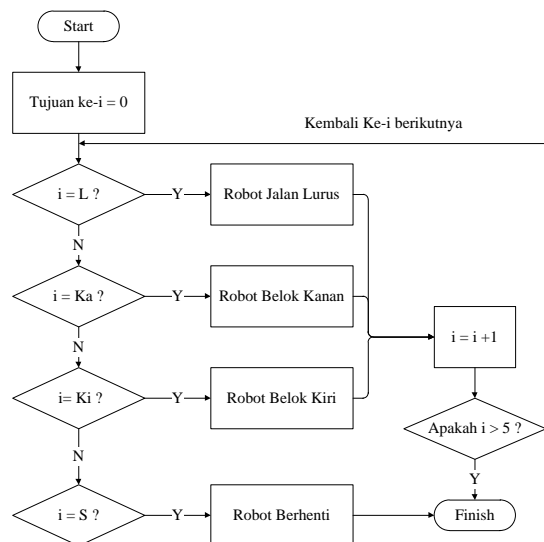 Start
Tujuan ke-i = 0
Kembali Ke-i berikutnya
i = L ?
Y
Robot Jalan Lurus
N
i = Ka ?
Y
Robot Belok Kanan
i = i +1
N
i= Ki ?
Y
Robot Belok Kiri
Apakah i > 5 ?
N
Y
i = S ?
Y
Robot Berhenti
Finish